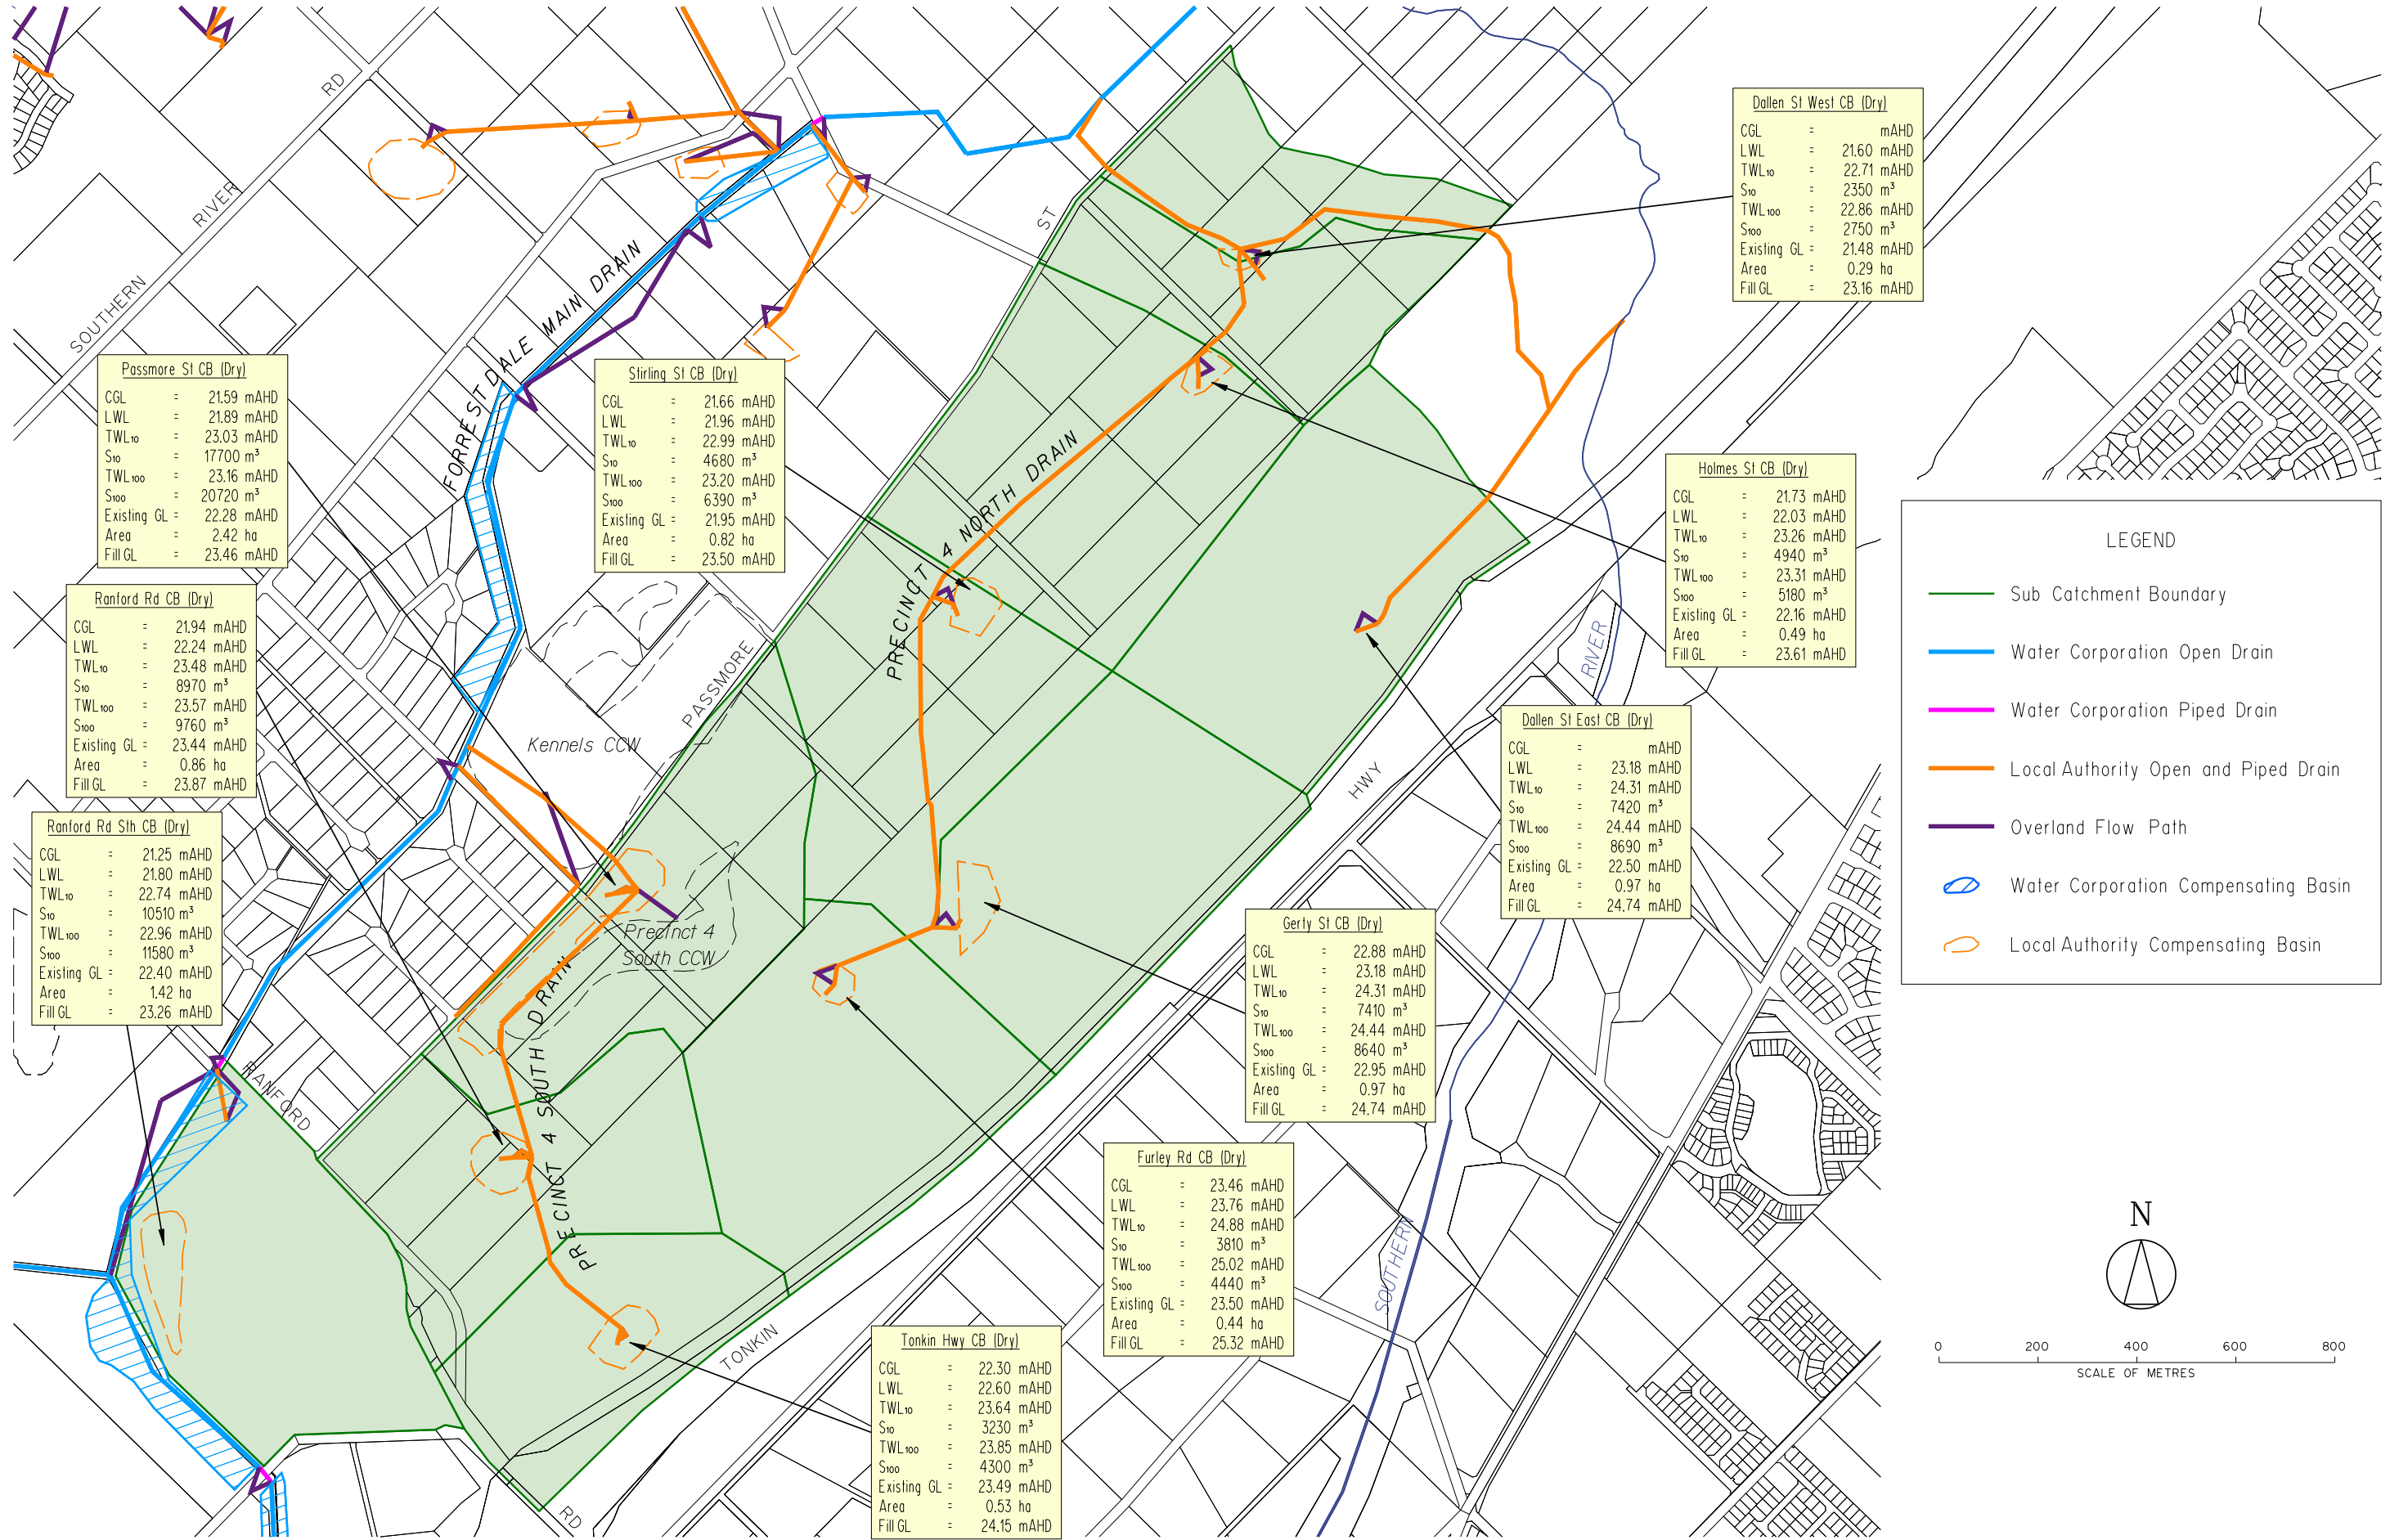 RD
RIVER
SOUTHERN
FORRESTDALE MAIN DRAIN
ST
PASSMORE
PRECINCT 4 NORTH DRAIN
Kennels CCW
Precinct 4
South CCW
PRECINCT 4 SOUTH DRAIN
RANFORD
RD
TONKIN
HWY
SOUTHERN
RIVER
Dallen St West CB (Dry)
CGL = mAHD
LWL = 21.60 mAHD
TWL10 = 22.71 mAHD
S10 = 2350 m³
TWL100 = 22.86 mAHD
S100 = 2750 m³
Existing GL = 21.48 mAHD
Area = 0.29 ha
Fill GL = 23.16 mAHD
Passmore St CB (Dry)
CGL = 21.59 mAHD
LWL = 21.89 mAHD
TWL10 = 23.03 mAHD
S10 = 17700 m³
TWL100 = 23.16 mAHD
S100 = 20720 m³
Existing GL = 22.28 mAHD
Area = 2.42 ha
Fill GL = 23.46 mAHD
Stirling St CB (Dry)
CGL = 21.66 mAHD
LWL = 21.96 mAHD
TWL10 = 22.99 mAHD
S10 = 4680 m³
TWL100 = 23.20 mAHD
S100 = 6390 m³
Existing GL = 21.95 mAHD
Area = 0.82 ha
Fill GL = 23.50 mAHD
Holmes St CB (Dry)
CGL = 21.73 mAHD
LWL = 22.03 mAHD
TWL10 = 23.26 mAHD
S10 = 4940 m³
TWL100 = 23.31 mAHD
S100 = 5180 m³
Existing GL = 22.16 mAHD
Area = 0.49 ha
Fill GL = 23.61 mAHD
Ranford Rd CB (Dry)
CGL = 21.94 mAHD
LWL = 22.24 mAHD
TWL10 = 23.48 mAHD
S10 = 8970 m³
TWL100 = 23.57 mAHD
S100 = 9760 m³
Existing GL = 23.44 mAHD
Area = 0.86 ha
Fill GL = 23.87 mAHD
Dallen St East CB (Dry)
CGL = mAHD
LWL = 23.18 mAHD
TWL10 = 24.31 mAHD
S10 = 7420 m³
TWL100 = 24.44 mAHD
S100 = 8690 m³
Existing GL = 22.50 mAHD
Area = 0.97 ha
Fill GL = 24.74 mAHD
Ranford Rd Sth CB (Dry)
CGL = 21.25 mAHD
LWL = 21.80 mAHD
TWL10 = 22.74 mAHD
S10 = 10510 m³
TWL100 = 22.96 mAHD
S100 = 11580 m³
Existing GL = 22.40 mAHD
Area = 1.42 ha
Fill GL = 23.26 mAHD
Gerty St CB (Dry)
CGL = 22.88 mAHD
LWL = 23.18 mAHD
TWL10 = 24.31 mAHD
S10 = 7410 m³
TWL100 = 24.44 mAHD
S100 = 8640 m³
Existing GL = 22.95 mAHD
Area = 0.97 ha
Fill GL = 24.74 mAHD
Furley Rd CB (Dry)
CGL = 23.46 mAHD
LWL = 23.76 mAHD
TWL10 = 24.88 mAHD
S10 = 3810 m³
TWL100 = 25.02 mAHD
S100 = 4440 m³
Existing GL = 23.50 mAHD
Area = 0.44 ha
Fill GL = 25.32 mAHD
Tonkin Hwy CB (Dry)
CGL = 22.30 mAHD
LWL = 22.60 mAHD
TWL10 = 23.64 mAHD
S10 = 3230 m³
TWL100 = 23.85 mAHD
S100 = 4300 m³
Existing GL = 23.49 mAHD
Area = 0.53 ha
Fill GL = 24.15 mAHD
LEGEND
Sub Catchment Boundary
Water Corporation Open Drain
Water Corporation Piped Drain
Local Authority Open and Piped Drain
Overland Flow Path
Water Corporation Compensating Basin
Local Authority Compensating Basin
N
0 200 400 600 800
SCALE OF METRES